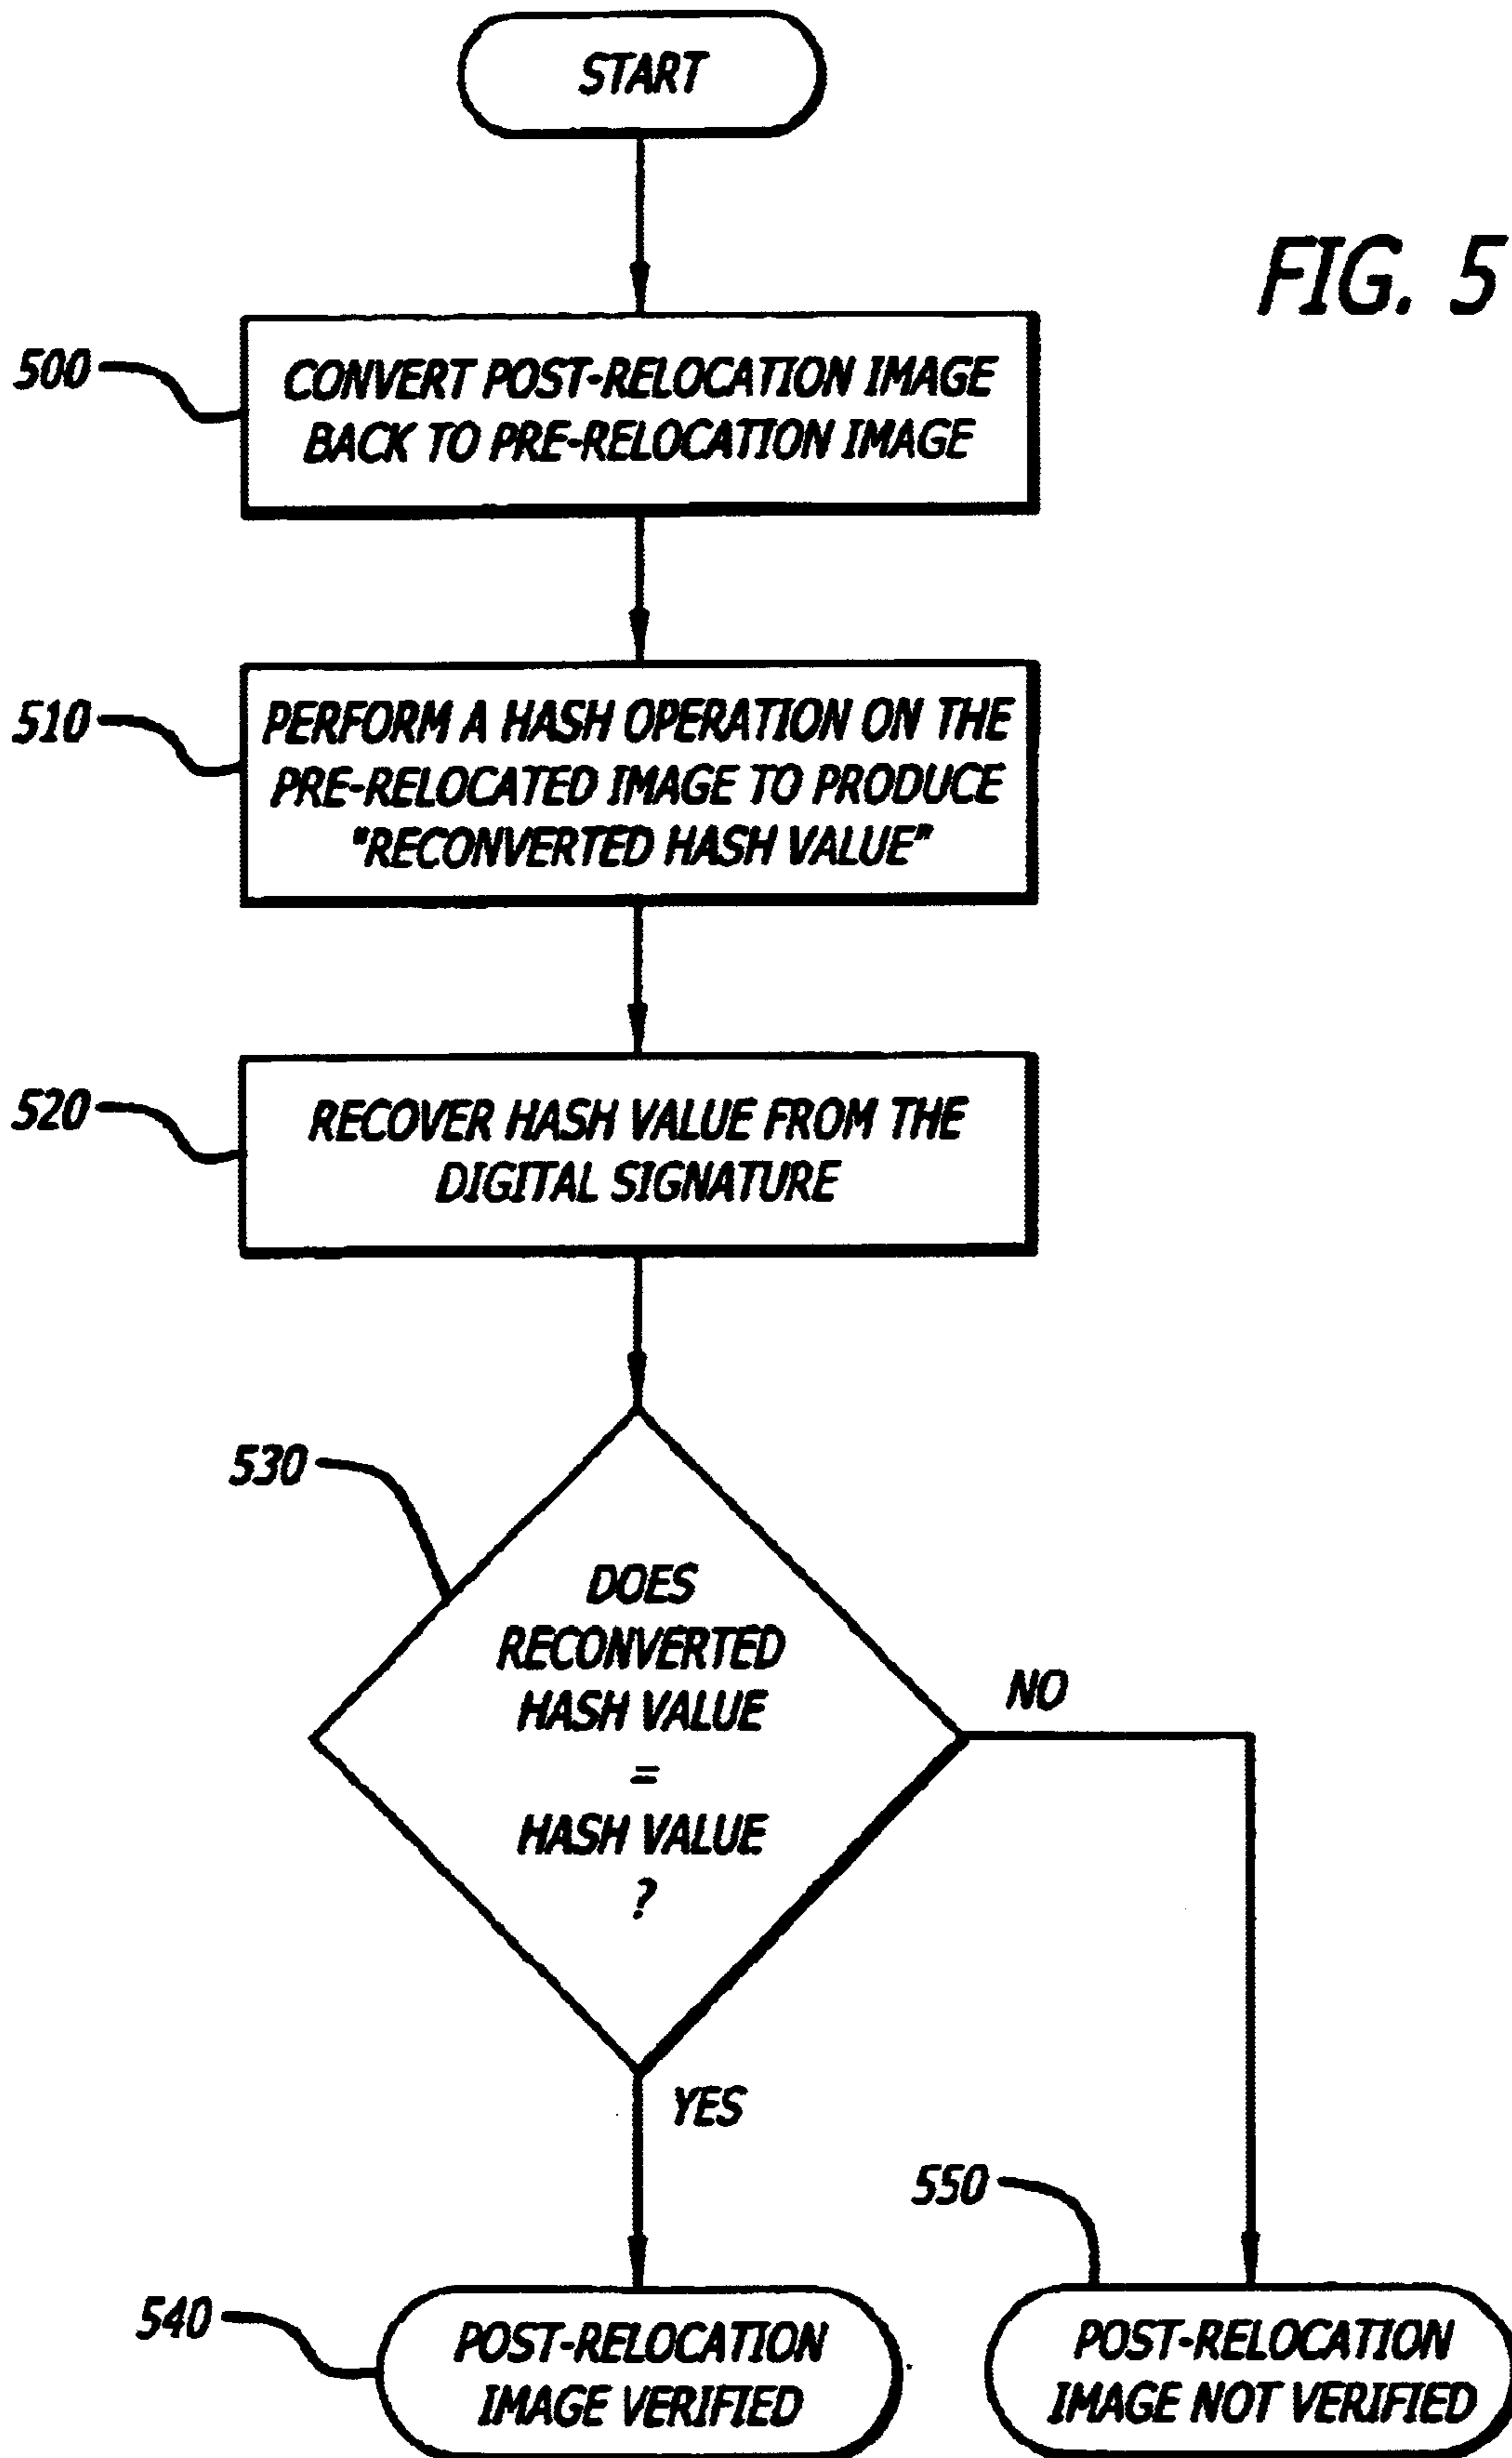 START
FIG. 5
500
CONVERT POST-RELOCATION IMAGE
BACK TO PRE-RELOCATION IMAGE
510
PERFORM A HASH OPERATION ON THE
PRE-RELOCATED IMAGE TO PRODUCE
"RECONVERTED HASH VALUE"
520
RECOVER HASH VALUE FROM THE
DIGITAL SIGNATURE
530
DOES
RECONVERTED
HASH VALUE
=
HASH VALUE
?
NO
YES
550
540
POST-RELOCATION
IMAGE VERIFIED
POST-RELOCATION
IMAGE NOT VERIFIED